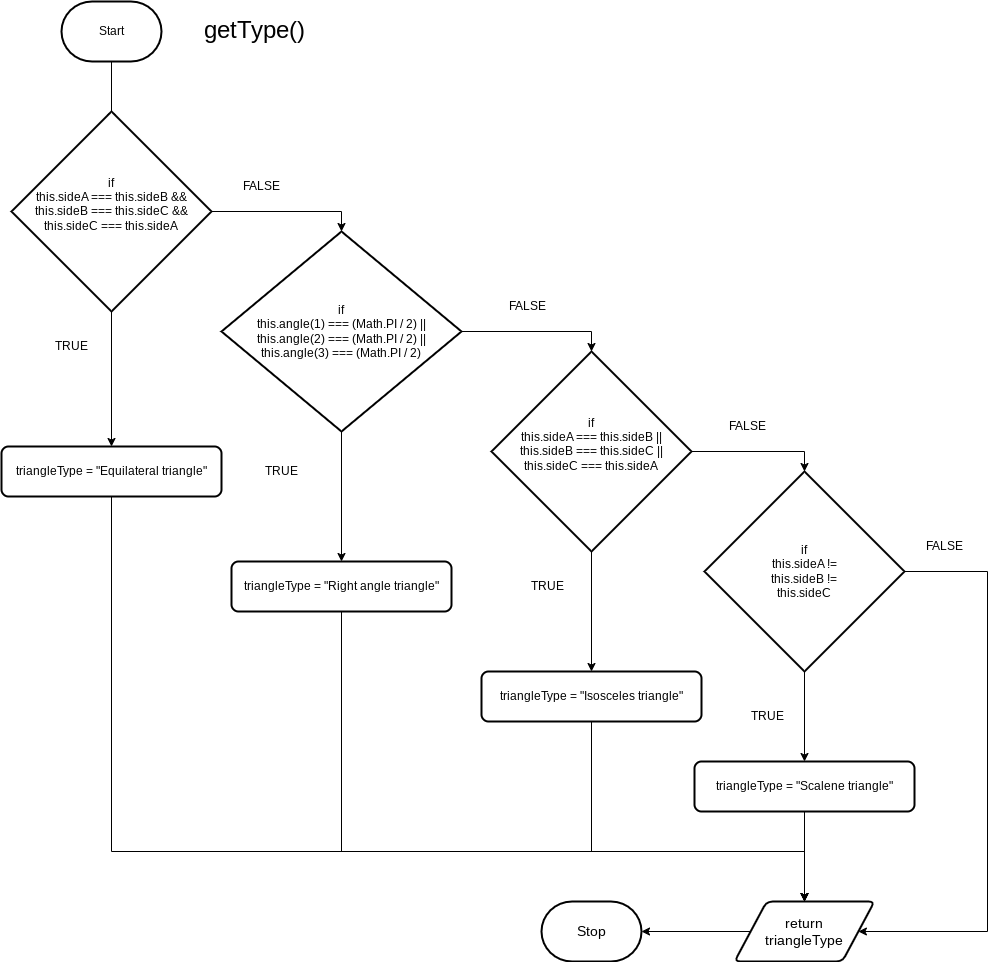 Start
getType()
if
this.sideA === this.sideB &&
this.sideB === this.sideC &&
this.sideC === this.sideA
FALSE
TRUE
if
this.angle(1) === (Math.PI / 2) ||
this.angle(2) === (Math.PI / 2) ||
this.angle(3) === (Math.PI / 2)
FALSE
TRUE
if
this.sideA === this.sideB ||
this.sideB === this.sideC ||
this.sideC === this.sideA
FALSE
TRUE
if
this.sideA !=
this.sideB !=
this.sideC
FALSE
TRUE
triangleType = "Equilateral triangle"
triangleType = "Right angle triangle"
triangleType = "Isosceles triangle"
triangleType = "Scalene triangle"
return
triangleType
Stop